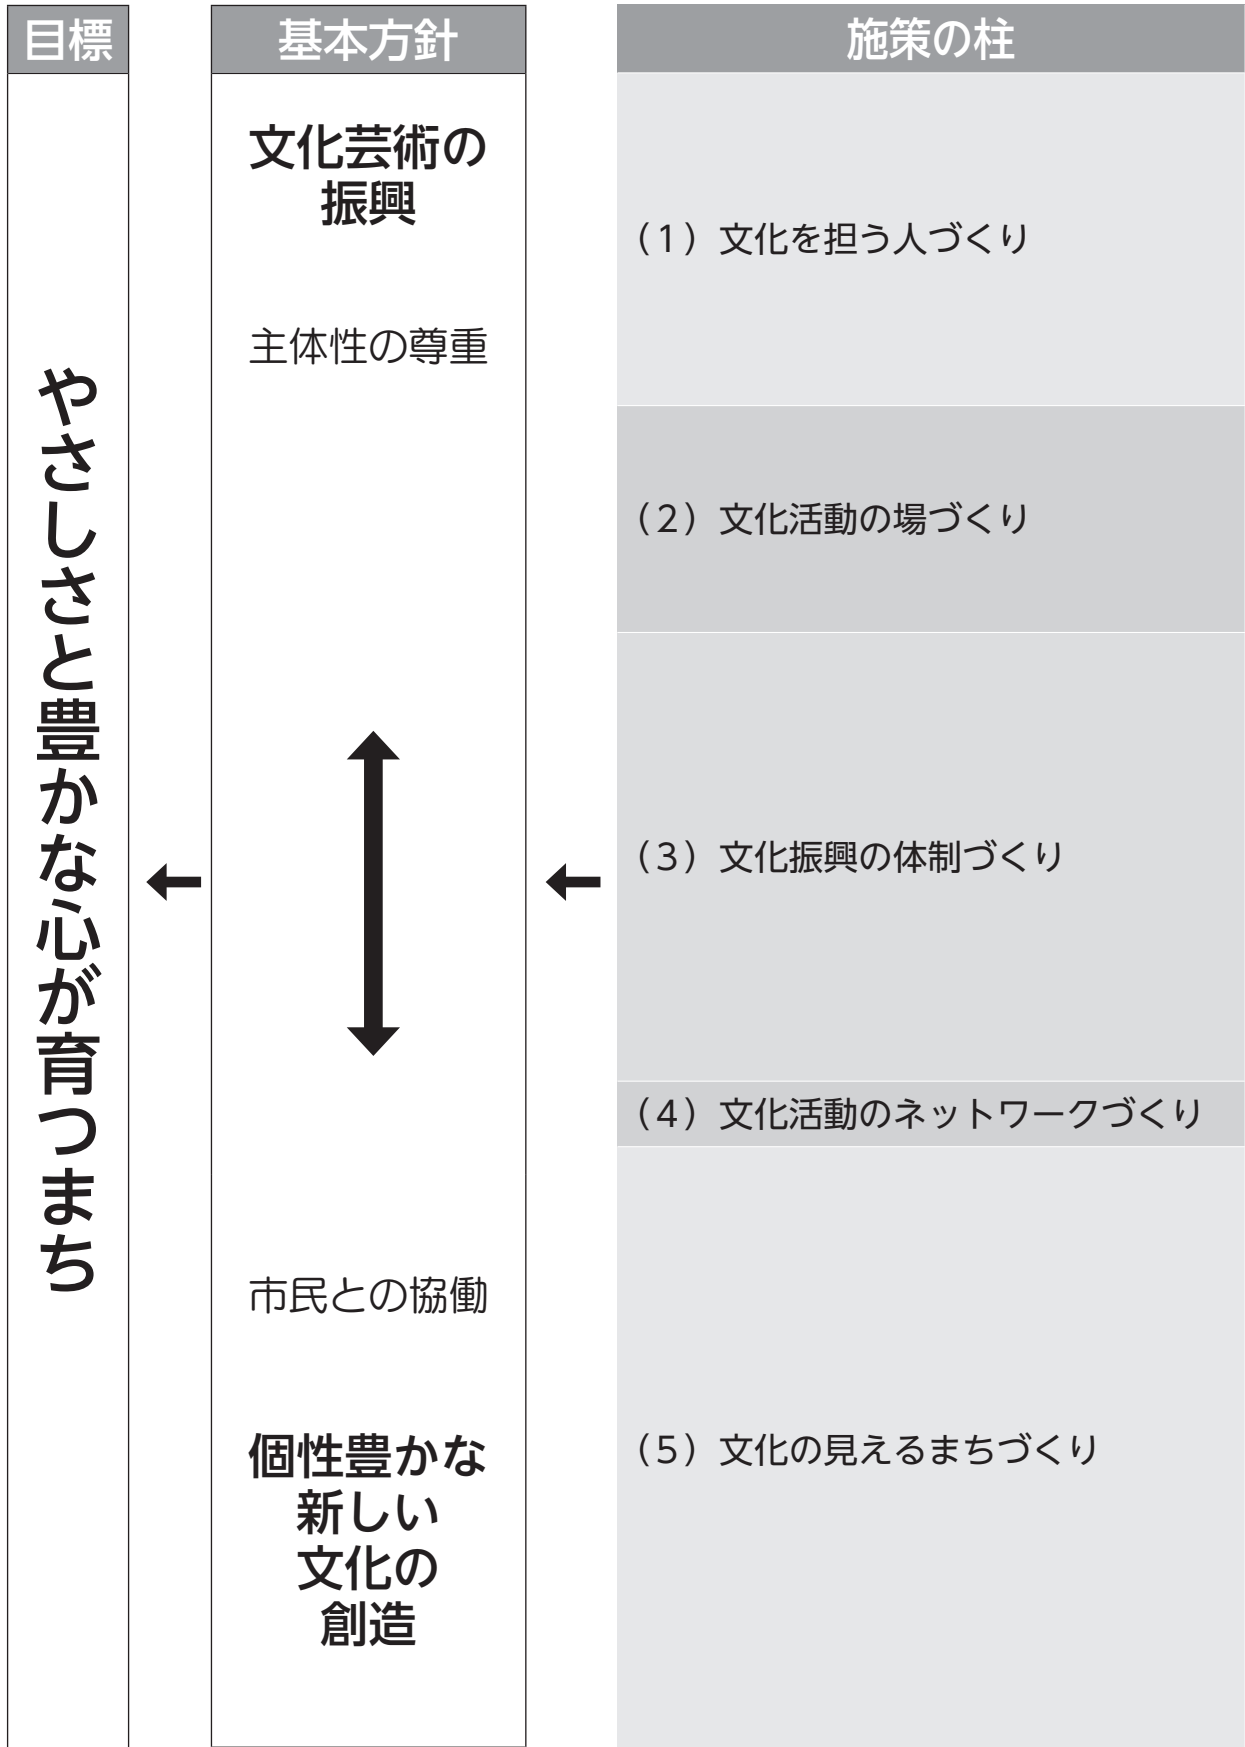 目標
やさしさと豊かな心が育つまち
基本方針
文化芸術の
振興
主体性の尊重
市民との協働
個性豊かな
新しい
文化の
創造
施策の柱
（1）文化を担う人づくり
（2）文化活動の場づくり
（3）文化振興の体制づくり
（4）文化活動のネットワークづくり
（5）文化の見えるまちづくり